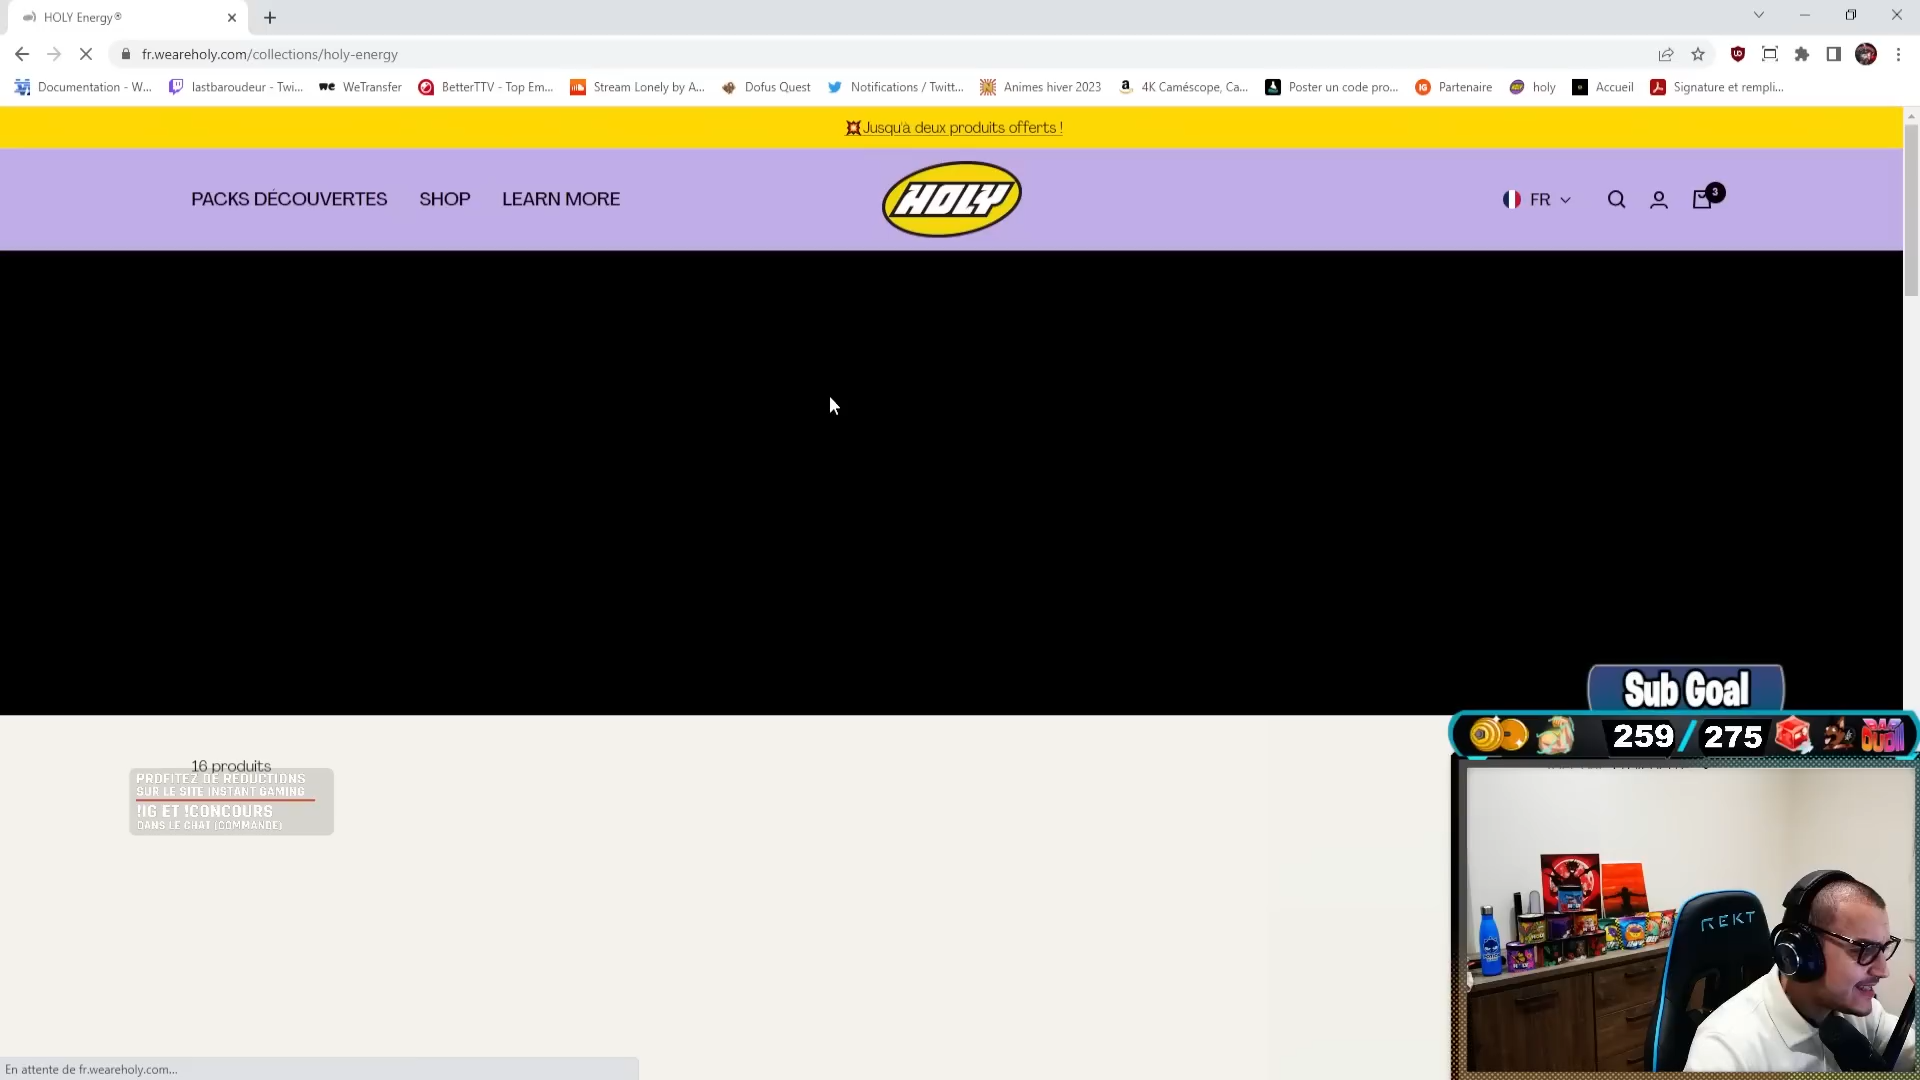 HOLY Energy®
fr.weareholy.com/collections/holy-energy
Documentation - W...
lastbaroudeur - Twi...
WeTransfer
BetterTTV - Top Em...
Stream Lonely by A...
Dofus Quest
Notifications / Twitt...
Animes hiver 2023
4K Caméscope, Ca...
Poster un code pro...
Partenaire
holy
Accueil
Signature et rempli...
Jusqu'à deux produits offerts !
PACKS DÉCOUVERTES
SHOP
LEARN MORE
HOLY
FR
3
Sub Goal
259 / 275
16 produits
PROFITEZ DE REDUCTIONS
SUR LE SITE INSTANT GAMING
!IG ET !CONCOURS
DANS LE CHAT (COMMANDE)
REKT
En attente de fr.weareholy.com...